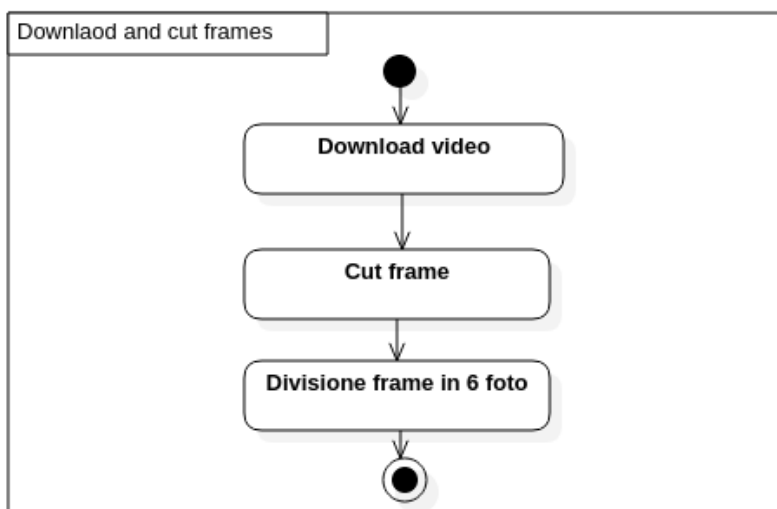 Downlaod and cut frames
Download video
Cut frame
Divisione frame in 6 foto